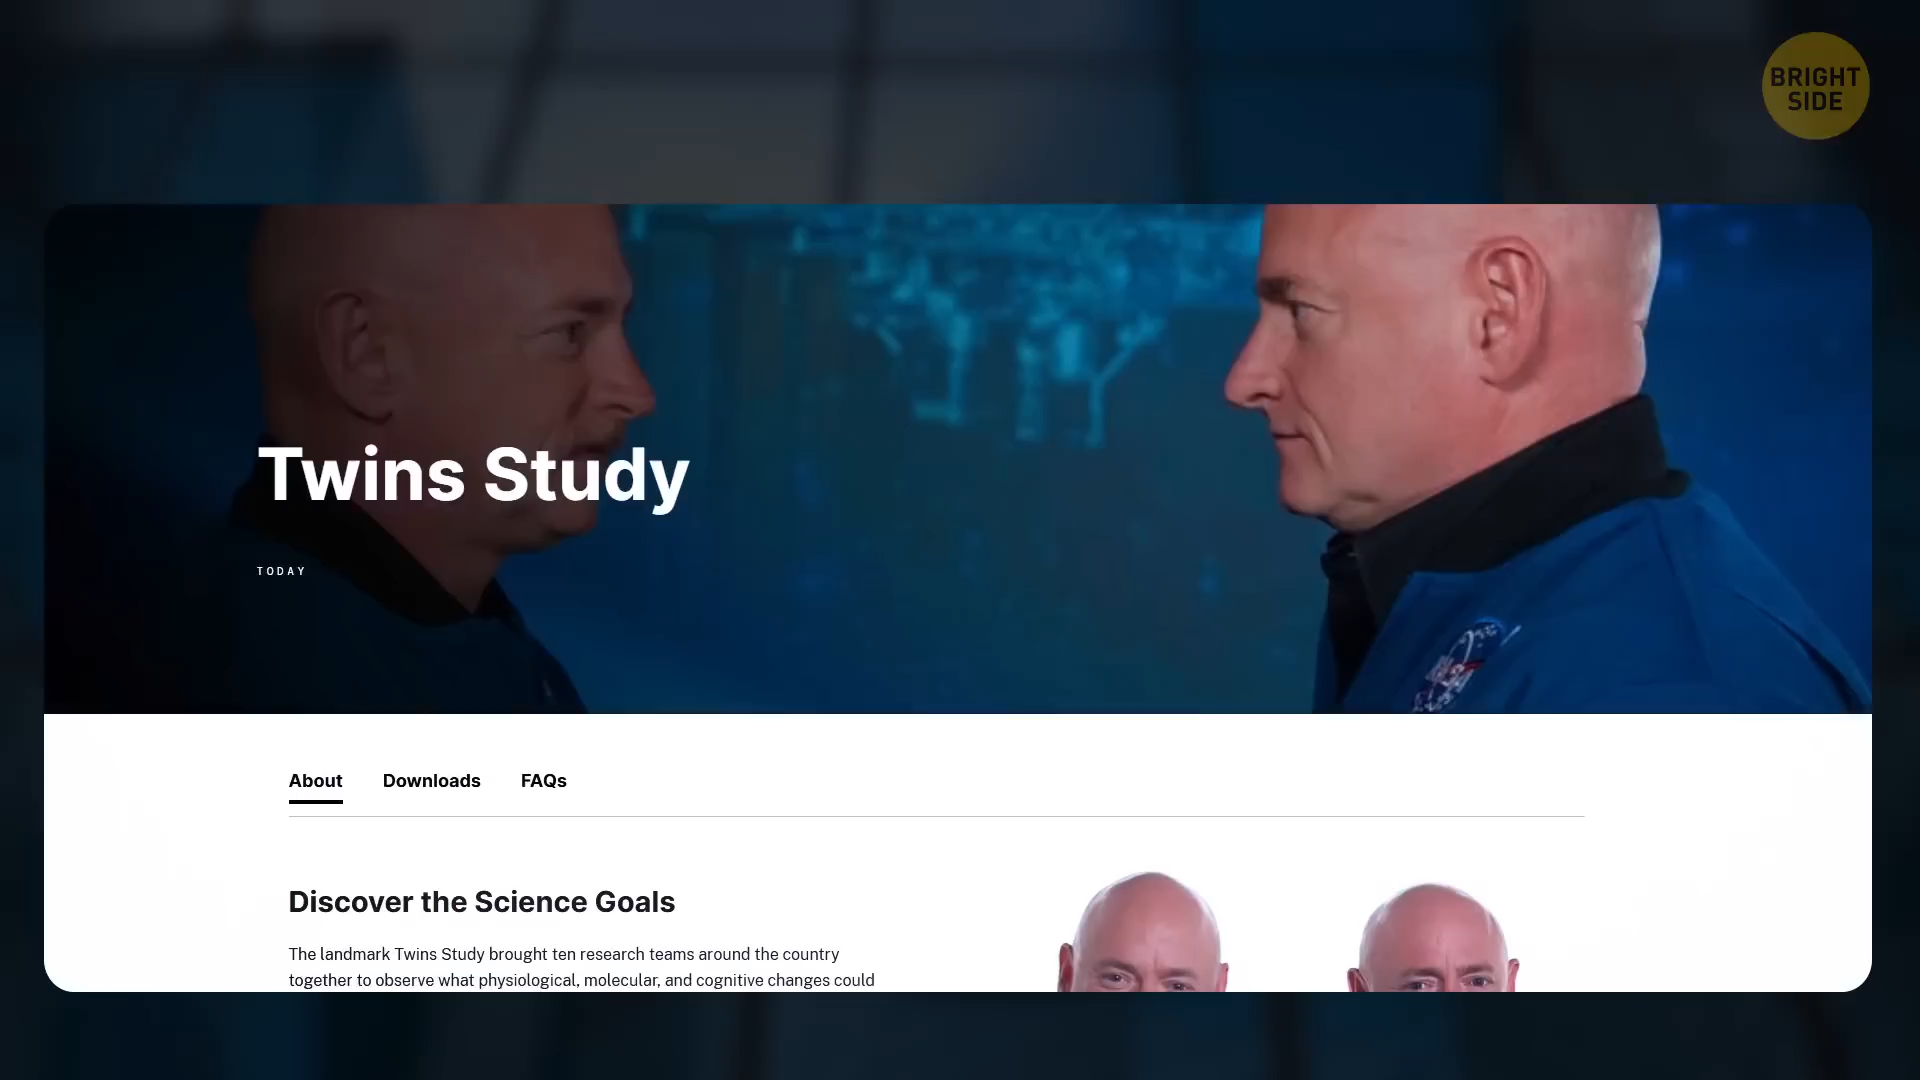 BRIGHT
SIDE
Twins Study
TODAY
About Downloads FAQs
Discover the Science Goals
The landmark Twins Study brought ten research teams around the country
together to observe what physiological, molecular, and cognitive changes could